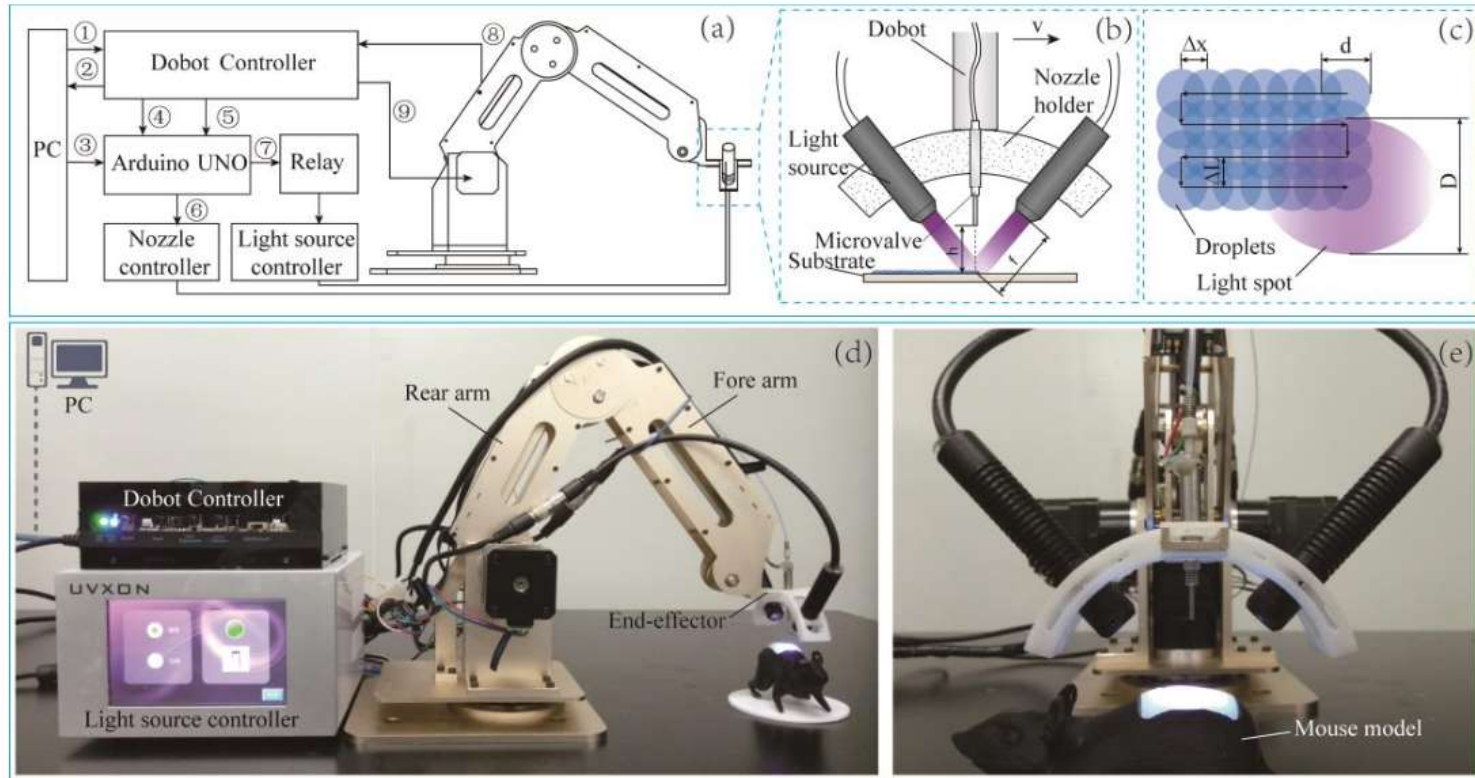 (a)
①
②
③
PC
Dobot Controller
④
⑤
⑧
⑨
Arduino UNO
⑦
Relay
⑥
Nozzle
controller
Light source
controller
(b)
Dobot
v
Nozzle
holder
Light
source
Microvalve
Substrate
h
f
(c)
Δx
d
ΔL
D
Droplets
Light spot
(d)
PC
Rear arm
Fore arm
Dobot Controller
UVXON
End-effector
Light source controller
(e)
Mouse model